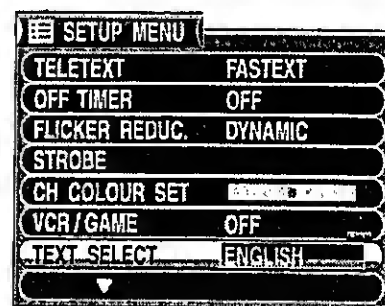 SETUP MENU
TELETEXT FASTEXT
OFF TIMER OFF
FLICKER REDUC. DYNAMIC
STROBE
CH COLOUR SET
VCR/GAME OFF
TEXT SELECT ENGLISH